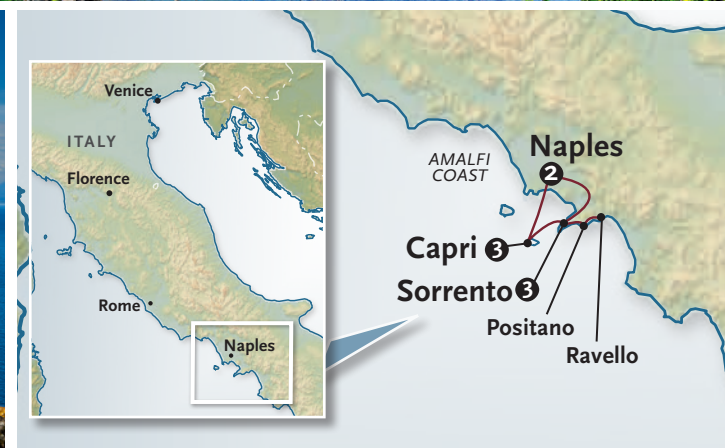 Venice
ITALY
Florence
Rome
Naples
AMALFI
COAST
Naples
2
Capri 3
Sorrento 3
Positano
Ravello